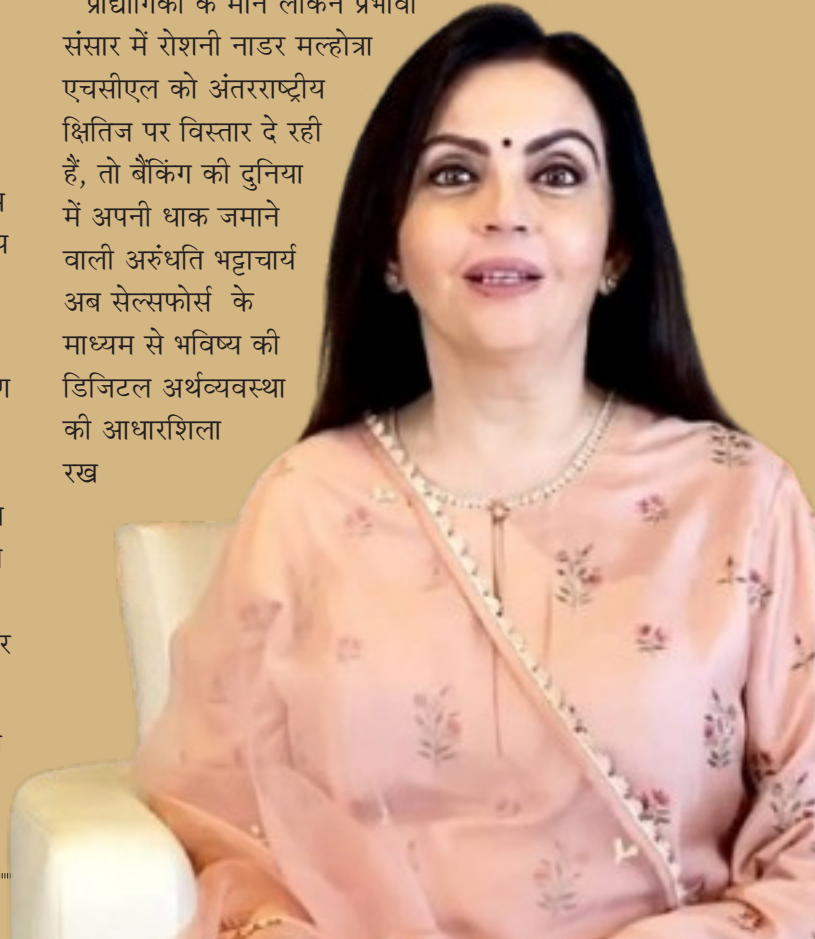 प्रौद्योगिकी के मौन लेकिन प्रभावी
संसार में रोशनी नाडर मल्होत्रा
एचसीएल को अंतरराष्ट्रीय
क्षितिज पर विस्तार दे रही
हैं, तो बैंकिंग की दुनिया
में अपनी धाक जमाने
वाली अरुंधति भट्टाचार्य
अब सेल्सफोर्स के
माध्यम से भविष्य की
डिजिटल अर्थव्यवस्था
की आधारशिला
रख